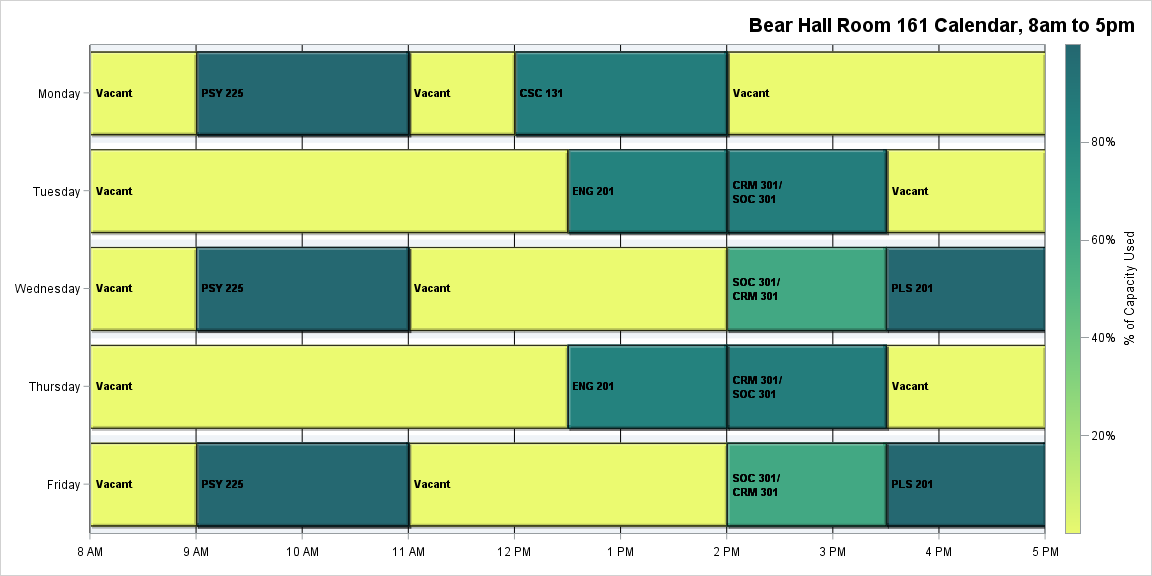 Bear Hall Room 161 Calendar, 8am to 5pm
Monday
Vacant
PSY 225
Vacant
CSC 131
Vacant
Tuesday
Vacant
ENG 201
CRM 301/
SOC 301
Vacant
Wednesday
Vacant
PSY 225
Vacant
SOC 301/
CRM 301
PLS 201
Thursday
Vacant
ENG 201
CRM 301/
SOC 301
Vacant
Friday
Vacant
PSY 225
Vacant
SOC 301/
CRM 301
PLS 201
8 AM
9 AM
10 AM
11 AM
12 PM
1 PM
2 PM
3 PM
4 PM
5 PM
80%
60%
40%
20%
% of Capacity Used